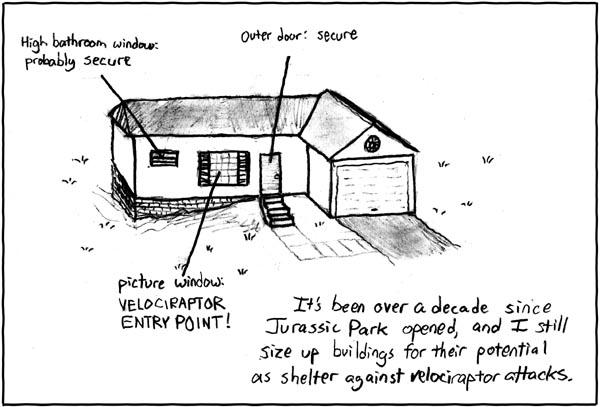 High bathroom window:
probably secure
Outer door: secure
picture window:
VELOCIRAPTOR
ENTRY POINT!
It's been over a decade since
Jurassic Park opened, and I still
size up buildings for their potential
as shelter against velociraptor attacks.